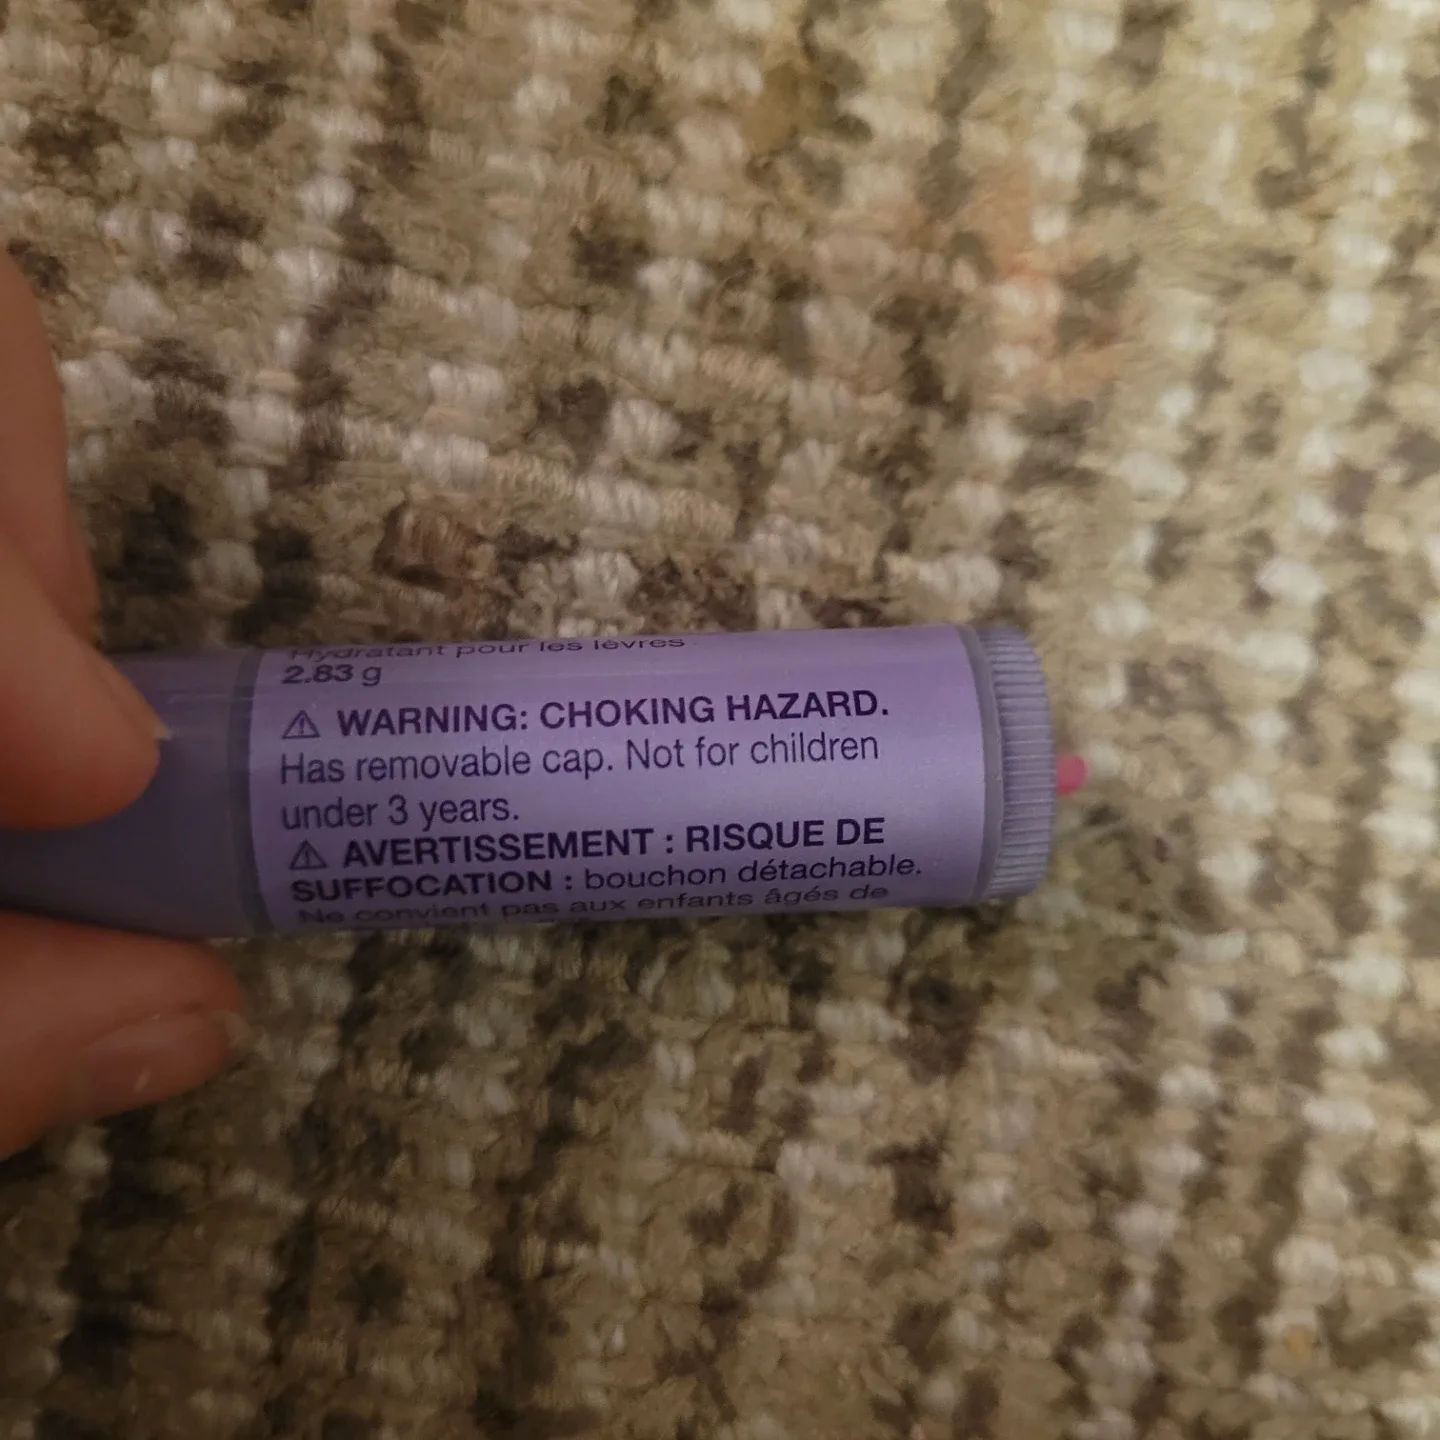 Hydratant pour les lèvres
2.83 g
⚠ WARNING: CHOKING HAZARD.
Has removable cap. Not for children
under 3 years.
⚠ AVERTISSEMENT : RISQUE DE
SUFFOCATION : bouchon détachable.
Ne convient pas aux enfants âgés de